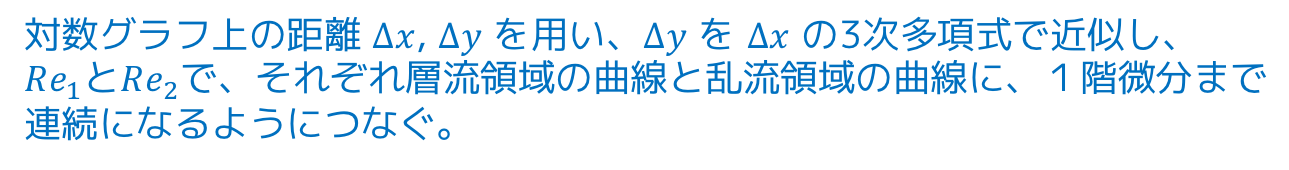 対数グラフ上の距離 Δx, Δy を用い、Δy を Δx の3次多項式で近似し、
Re₁とRe₂で、それぞれ層流領域の曲線と乱流領域の曲線に、１階微分まで
連続になるようにつなぐ。